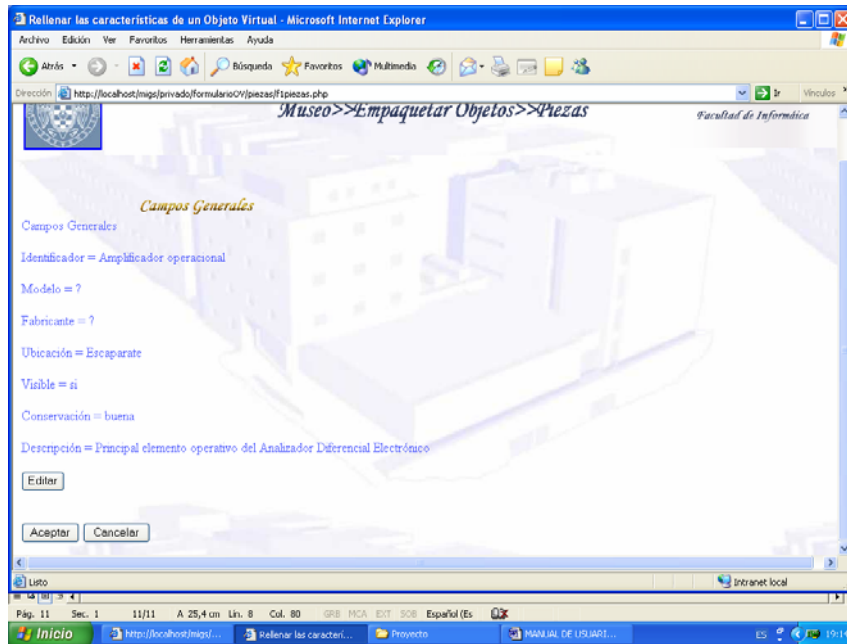 Rellenar las características de un Objeto Virtual - Microsoft Internet Explorer
Archivo Edición Ver Favoritos Herramientas Ayuda
Atrás Búsqueda Favoritos Multimedia
Dirección http://localhost/migs/privado/formularioOV/piezas/f1piezas.php Ir Vínculos
Museo>>Empaquetar Objetos>>Piezas
Facultad de Informática
Campos Generales
Campos Generales
Identificador = Amplificador operacional
Modelo = ?
Fabricante = ?
Ubicación = Escaparate
Visible = si
Conservación = buena
Descripción = Principal elemento operativo del Analizador Diferencial Electrónico
Editar
Aceptar Cancelar
Listo Intranet local
Pág. 11 Sec. 1 11/11 A 25,4 cm Lín. 8 Col. 80 GRB MCA EXT SOB Español (Es
Inicio http://localhost/migs/... Rellenar las caracterí... Proyecto MANUAL DE USUARI... ES 19:14